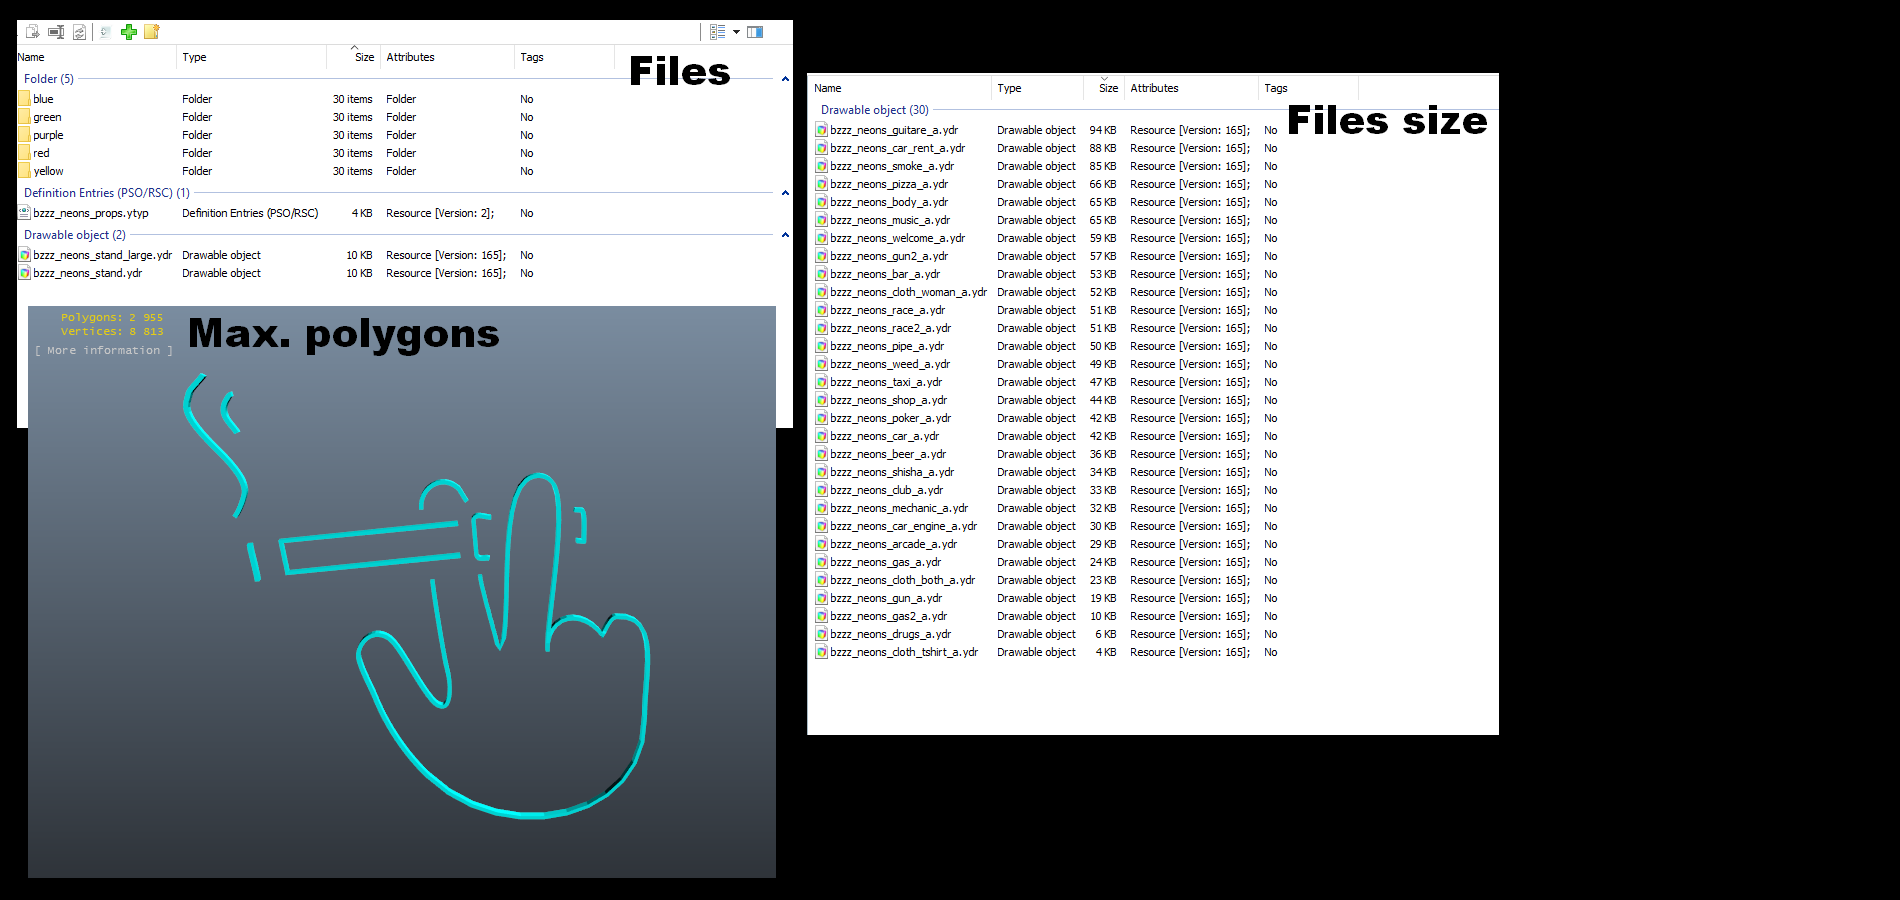 Name Type Size Attributes Tags
Files
Folder (5)
blue Folder 30 items Folder No
green Folder 30 items Folder No
purple Folder 30 items Folder No
red Folder 30 items Folder No
yellow Folder 30 items Folder No
Definition Entries (PSO/RSC) (1)
bzzz_neons_props.ytyp Definition Entries (PSO/RSC) 4 KB Resource [Version: 2]; No
Drawable object (2)
bzzz_neons_stand_large.ydr Drawable object 10 KB Resource [Version: 165]; No
bzzz_neons_stand.ydr Drawable object 10 KB Resource [Version: 165]; No
Polygons: 2 955
Vertices: 8 813
[ More information ]
Max. polygons
Name Type Size Attributes Tags
Drawable object (30)
Files size
bzzz_neons_guitare_a.ydr Drawable object 94 KB Resource [Version: 165]; No
bzzz_neons_car_rent_a.ydr Drawable object 88 KB Resource [Version: 165]; No
bzzz_neons_smoke_a.ydr Drawable object 85 KB Resource [Version: 165]; No
bzzz_neons_pizza_a.ydr Drawable object 66 KB Resource [Version: 165]; No
bzzz_neons_body_a.ydr Drawable object 65 KB Resource [Version: 165]; No
bzzz_neons_music_a.ydr Drawable object 65 KB Resource [Version: 165]; No
bzzz_neons_welcome_a.ydr Drawable object 59 KB Resource [Version: 165]; No
bzzz_neons_gun2_a.ydr Drawable object 57 KB Resource [Version: 165]; No
bzzz_neons_bar_a.ydr Drawable object 53 KB Resource [Version: 165]; No
bzzz_neons_cloth_woman_a.ydr Drawable object 52 KB Resource [Version: 165]; No
bzzz_neons_race_a.ydr Drawable object 51 KB Resource [Version: 165]; No
bzzz_neons_race2_a.ydr Drawable object 51 KB Resource [Version: 165]; No
bzzz_neons_pipe_a.ydr Drawable object 50 KB Resource [Version: 165]; No
bzzz_neons_weed_a.ydr Drawable object 49 KB Resource [Version: 165]; No
bzzz_neons_taxi_a.ydr Drawable object 47 KB Resource [Version: 165]; No
bzzz_neons_shop_a.ydr Drawable object 44 KB Resource [Version: 165]; No
bzzz_neons_poker_a.ydr Drawable object 42 KB Resource [Version: 165]; No
bzzz_neons_car_a.ydr Drawable object 42 KB Resource [Version: 165]; No
bzzz_neons_beer_a.ydr Drawable object 36 KB Resource [Version: 165]; No
bzzz_neons_shisha_a.ydr Drawable object 34 KB Resource [Version: 165]; No
bzzz_neons_club_a.ydr Drawable object 33 KB Resource [Version: 165]; No
bzzz_neons_mechanic_a.ydr Drawable object 32 KB Resource [Version: 165]; No
bzzz_neons_car_engine_a.ydr Drawable object 30 KB Resource [Version: 165]; No
bzzz_neons_arcade_a.ydr Drawable object 29 KB Resource [Version: 165]; No
bzzz_neons_gas_a.ydr Drawable object 24 KB Resource [Version: 165]; No
bzzz_neons_cloth_both_a.ydr Drawable object 23 KB Resource [Version: 165]; No
bzzz_neons_gun_a.ydr Drawable object 19 KB Resource [Version: 165]; No
bzzz_neons_gas2_a.ydr Drawable object 10 KB Resource [Version: 165]; No
bzzz_neons_drugs_a.ydr Drawable object 6 KB Resource [Version: 165]; No
bzzz_neons_cloth_tshirt_a.ydr Drawable object 4 KB Resource [Version: 165]; No